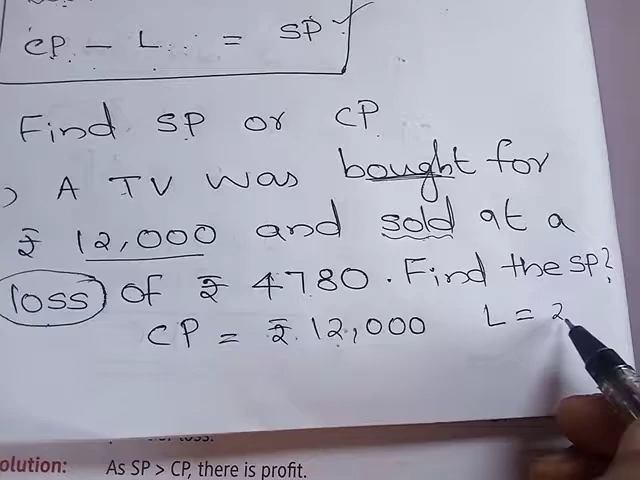 CP - L = SP
Find SP or CP
A TV was bought for
₹ 12,000 and sold at a
loss of ₹ 4780. Find the SP?
CP = ₹ 12,000 L =
olution: As SP > CP, there is profit.